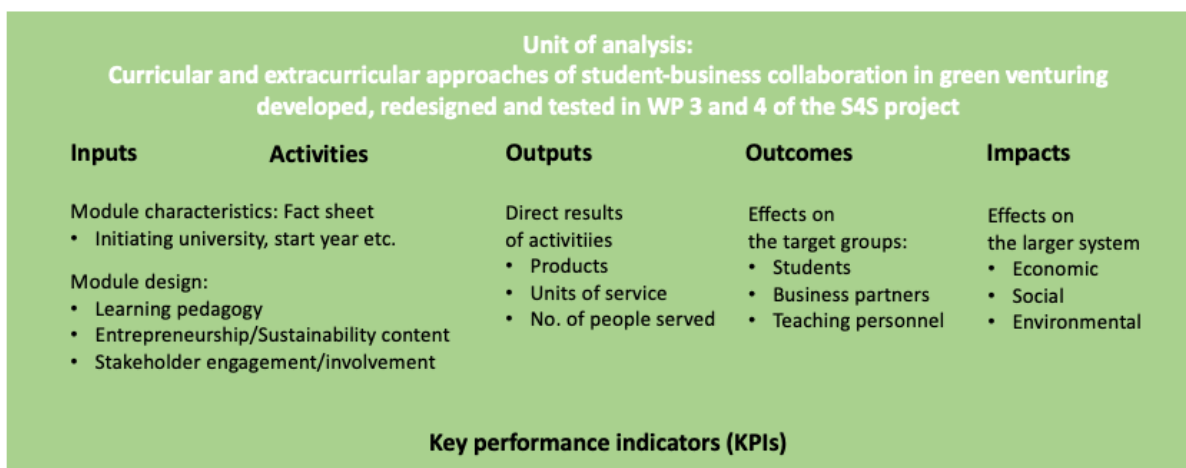 Unit of analysis:
Curricular and extracurricular approaches of student-business collaboration in green venturing
developed, redesigned and tested in WP 3 and 4 of the S4S project
Inputs Activities Outputs Outcomes Impacts
Module characteristics: Fact sheet
• Initiating university, start year etc.
Module design:
• Learning pedagogy
• Entrepreneurship/Sustainability content
• Stakeholder engagement/involvement
Direct results
of activitiies
• Products
• Units of service
• No. of people served
Effects on
the target groups:
• Students
• Business partners
• Teaching personnel
Effects on
the larger system
• Economic
• Social
• Environmental
Key performance indicators (KPIs)